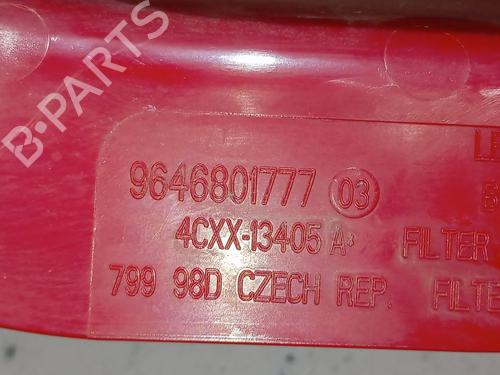 B-PARTS
9646801777 03
4CXX-13405 A FILTER
799 98D CZECH REP. FILTE